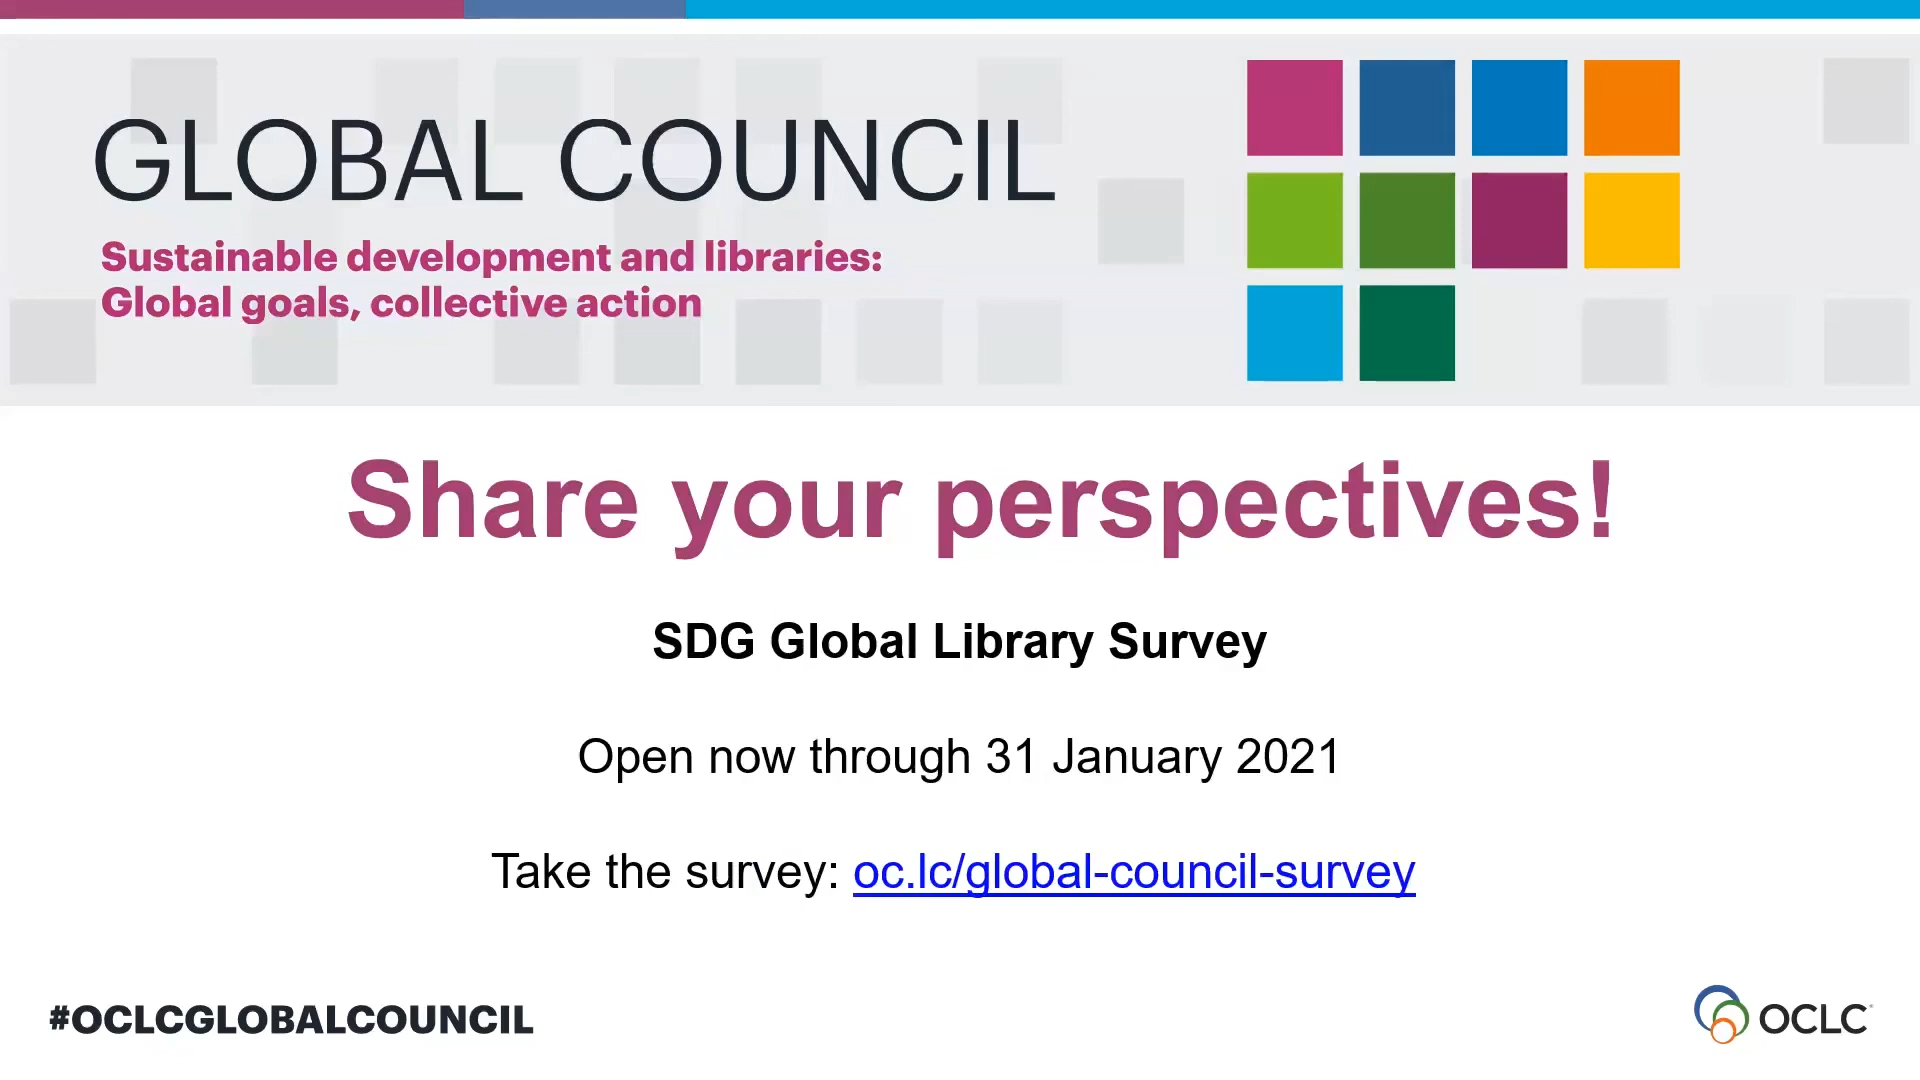 GLOBAL COUNCIL
Sustainable development and libraries:
Global goals, collective action
Share your perspectives!
SDG Global Library Survey
Open now through 31 January 2021
Take the survey: oc.lc/global-council-survey
#OCLCGLOBALCOUNCIL
OCLC